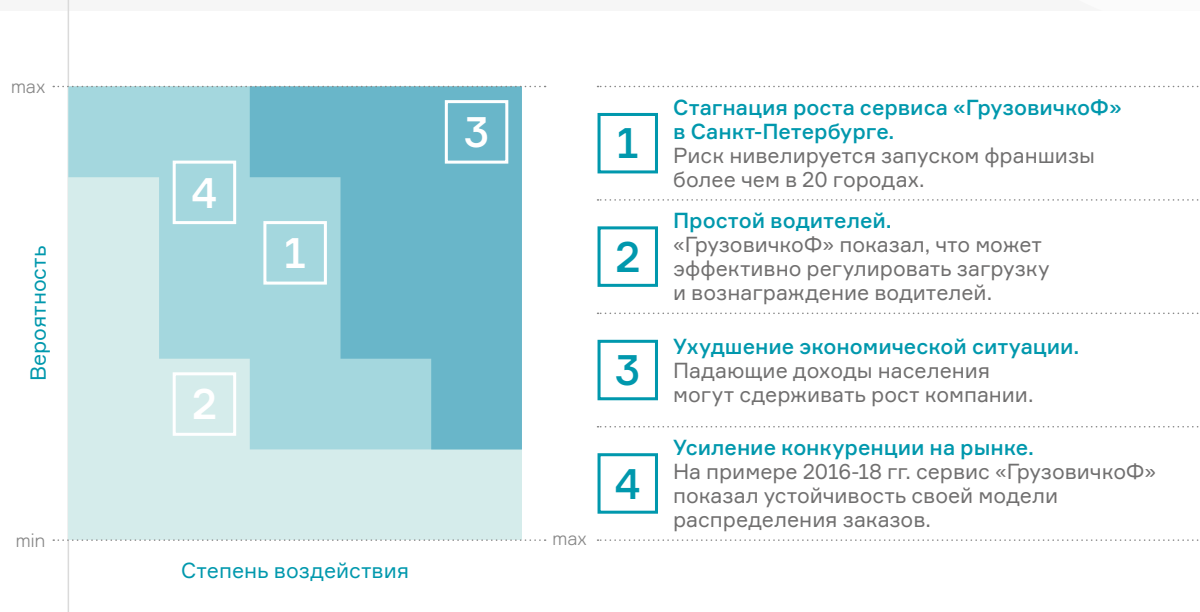 max
3
4
1
2
Вероятность
min
max
Степень воздействия
1
Стагнация роста сервиса «ГрузовичкоФ»
в Санкт-Петербурге.
Риск нивелируется запуском франшизы
более чем в 20 городах.
2
Простой водителей.
«ГрузовичкоФ» показал, что может
эффективно регулировать загрузку
и вознаграждение водителей.
3
Ухудшение экономической ситуации.
Падающие доходы населения
могут сдерживать рост компании.
4
Усиление конкуренции на рынке.
На примере 2016-18 гг. сервис «ГрузовичкоФ»
показал устойчивость своей модели
распределения заказов.